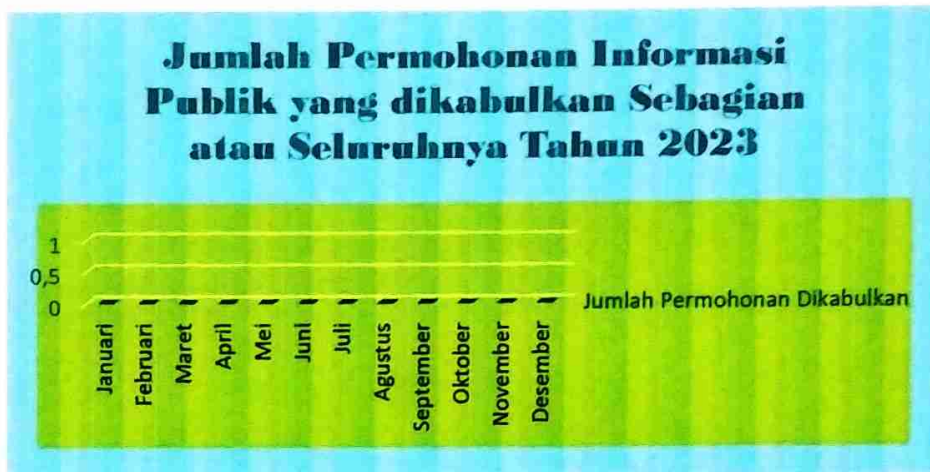 Jumlah Permohonan Informasi
Publik yang dikabulkan Sebagian
atau Seluruhnya Tahun 2023
1
0,5
0
Jumlah Permohonan Dikabulkan
Januari
Februari
Maret
April
Mei
Juni
Juli
Agustus
September
Oktober
November
Desember